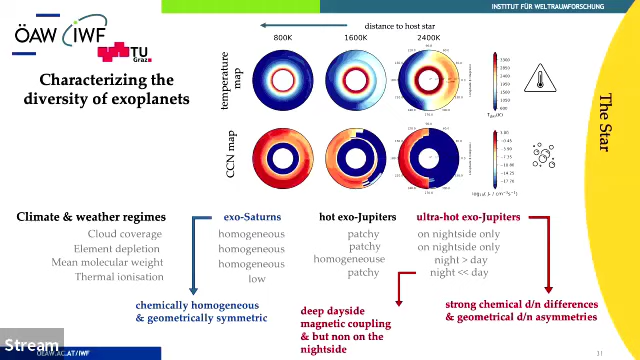 INSTITUT FÜR WELTRAUMFORSCHUNG
ÖAW IWF
TU
Graz
distance to host star
800K 1600K 2400K
Characterizing the
diversity of exoplanets
temperature
map
CCN map
The Star
Climate & weather regimes exo-Saturns hot exo-Jupiters ultra-hot exo-Jupiters
Cloud coverage homogeneous patchy on nightside only
Element depletion homogeneous patchy on nightside only
Mean molecular weight homogeneous homogeneouse night > day
Thermal ionisation low patchy night << day
chemically homogeneous
& geometrically symmetric
deep dayside
magnetic coupling
& but non on the
nightside
strong chemical d/n differences
& geometrical d/n asymmetries
Stream
OEAW.AC.AT/IWF